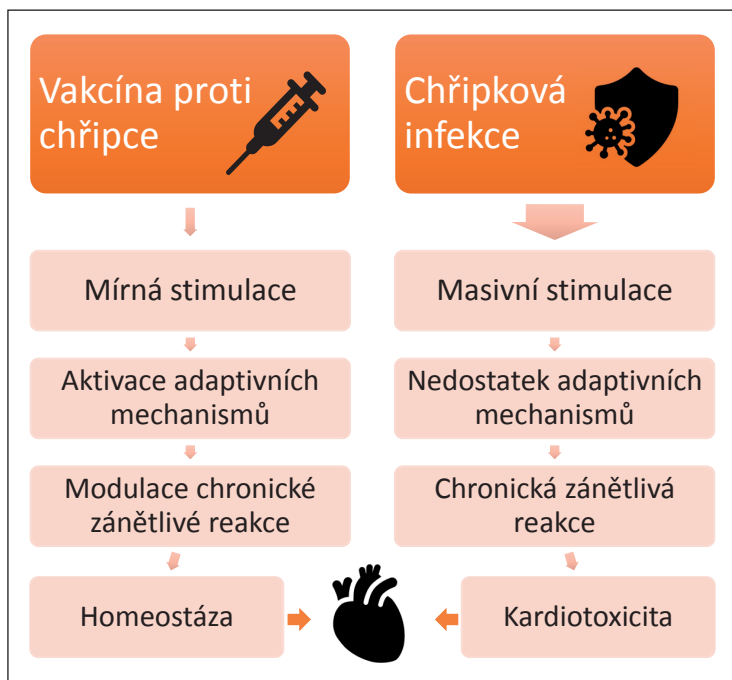 Vakcína proti
chřipce
Chřipková
infekce
Mírná stimulace
Masivní stimulace
Aktivace adaptivních
mechanismů
Nedostatek adaptivních
mechanismů
Modulace chronické
zánětlivé reakce
Chronická zánětlivá
reakce
Homeostáza
Kardiotoxicita